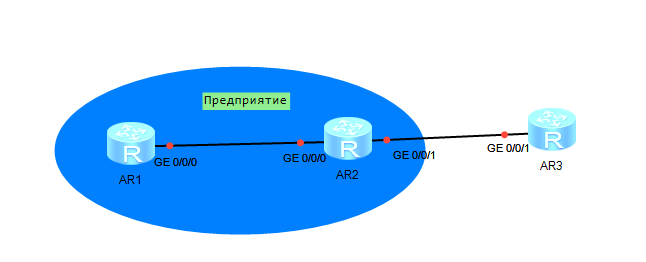 Предприятие
R
R
R
GE 0/0/0
GE 0/0/0
GE 0/0/1
GE 0/0/1
AR1
AR2
AR3